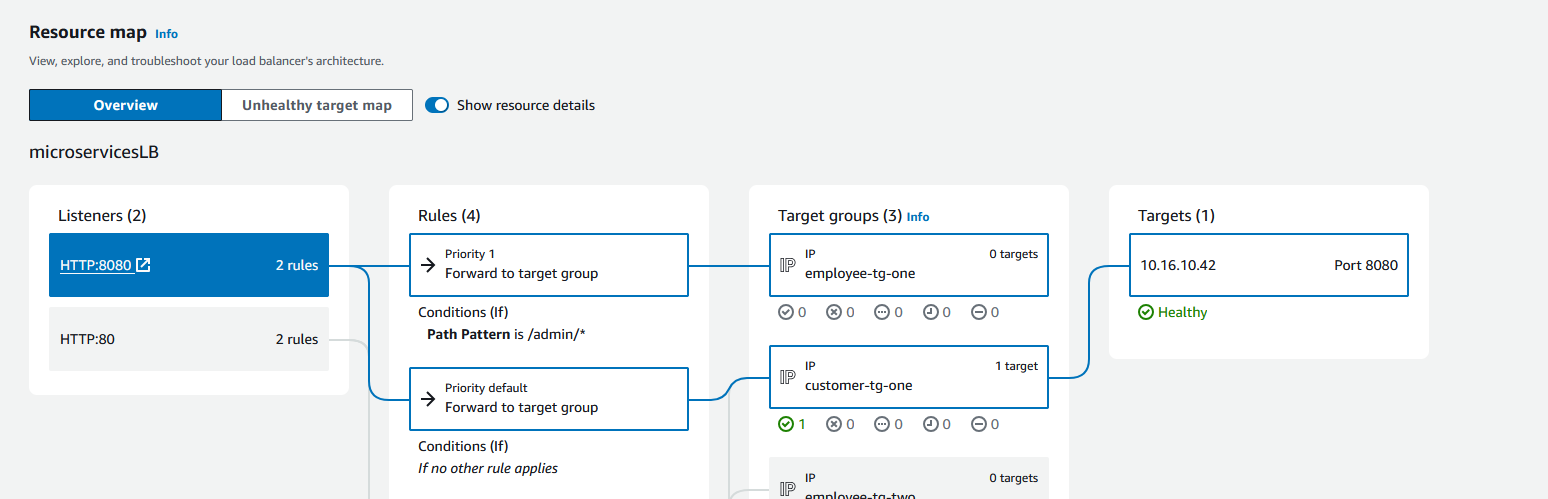 Resource map Info
View, explore, and troubleshoot your load balancer's architecture.
Overview
Unhealthy target map
Show resource details
microservicesLB
Listeners (2)
HTTP:8080 2 rules
HTTP:80 2 rules
Rules (4)
Priority 1
Forward to target group
Conditions (If)
Path Pattern is /admin/*
Priority default
Forward to target group
Conditions (If)
If no other rule applies
Target groups (3) Info
IP 0 targets
employee-tg-one
0 0 0 0 0
IP 1 target
customer-tg-one
1 0 0 0 0
IP 0 targets
employee-tg-two
Targets (1)
10.16.10.42 Port 8080
Healthy